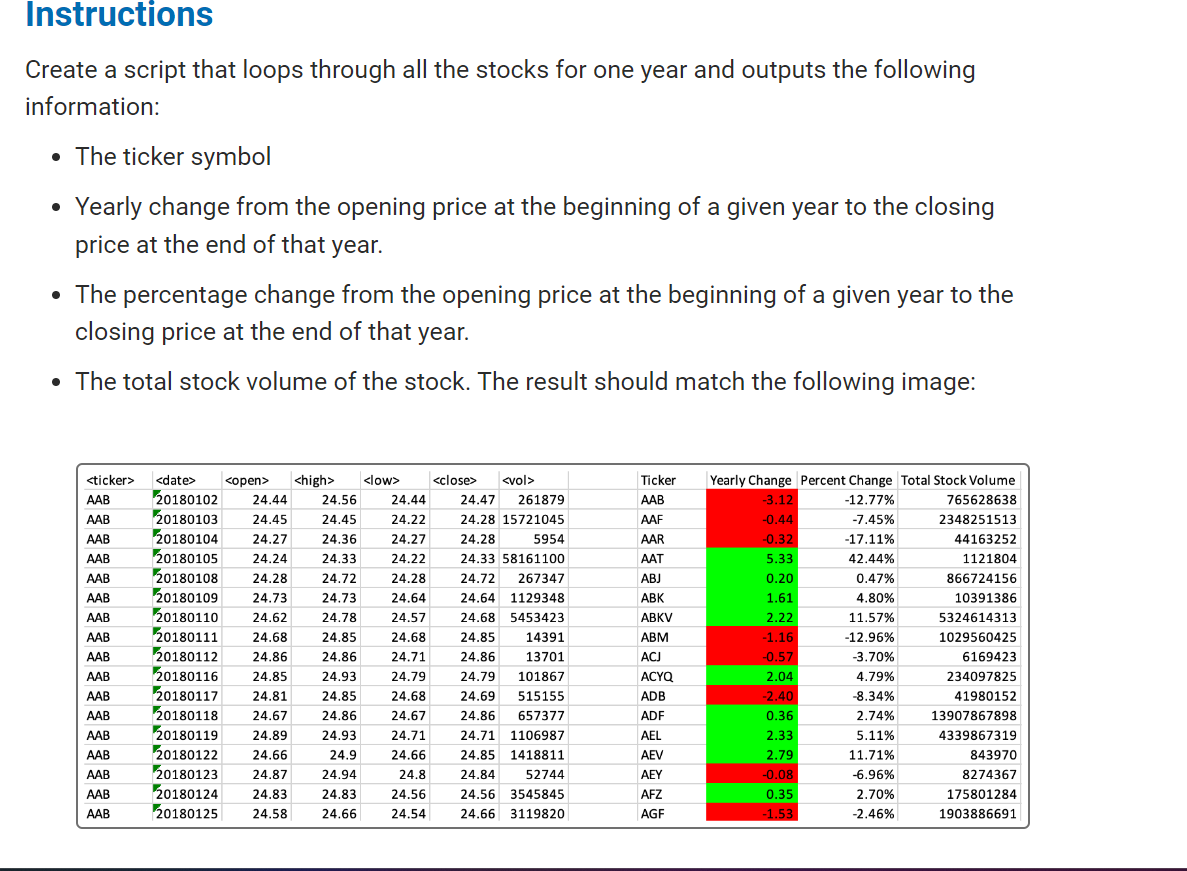 Instructions
Create a script that loops through all the stocks for one year and outputs the following
information:
• The ticker symbol
• Yearly change from the opening price at the beginning of a given year to the closing
price at the end of that year.
• The percentage change from the opening price at the beginning of a given year to the
closing price at the end of that year.
• The total stock volume of the stock. The result should match the following image:
<ticker> <date> <open> <high> <low> <close> <vol> Ticker Yearly Change Percent Change Total Stock Volume
AAB 20180102 24.44 24.56 24.44 24.47 261879 AAB -3.12 -12.77% 765628638
AAB 20180103 24.45 24.45 24.22 24.28 15721045 AAF -0.44 -7.45% 2348251513
AAB 20180104 24.27 24.36 24.27 24.28 5954 AAR -0.32 -17.11% 44163252
AAB 20180105 24.24 24.33 24.22 24.33 58161100 AAT 5.33 42.44% 1121804
AAB 20180108 24.28 24.72 24.28 24.72 267347 ABJ 0.20 0.47% 866724156
AAB 20180109 24.73 24.73 24.64 24.64 1129348 ABK 1.61 4.80% 10391386
AAB 20180110 24.62 24.78 24.57 24.68 5453423 ABKV 2.22 11.57% 5324614313
AAB 20180111 24.68 24.85 24.68 24.85 14391 ABM -1.16 -12.96% 1029560425
AAB 20180112 24.86 24.86 24.71 24.86 13701 ACJ -0.57 -3.70% 6169423
AAB 20180116 24.85 24.93 24.79 24.79 101867 ACYQ 2.04 4.79% 234097825
AAB 20180117 24.81 24.85 24.68 24.69 515155 ADB -2.40 -8.34% 41980152
AAB 20180118 24.67 24.86 24.67 24.86 657377 ADF 0.36 2.74% 13907867898
AAB 20180119 24.89 24.93 24.71 24.71 1106987 AEL 2.33 5.11% 4339867319
AAB 20180122 24.66 24.9 24.66 24.85 1418811 AEV 2.79 11.71% 843970
AAB 20180123 24.87 24.94 24.8 24.84 52744 AEY -0.08 -6.96% 8274367
AAB 20180124 24.83 24.83 24.56 24.56 3545845 AFZ 0.35 2.70% 175801284
AAB 20180125 24.58 24.66 24.54 24.66 3119820 AGF -1.53 -2.46% 1903886691